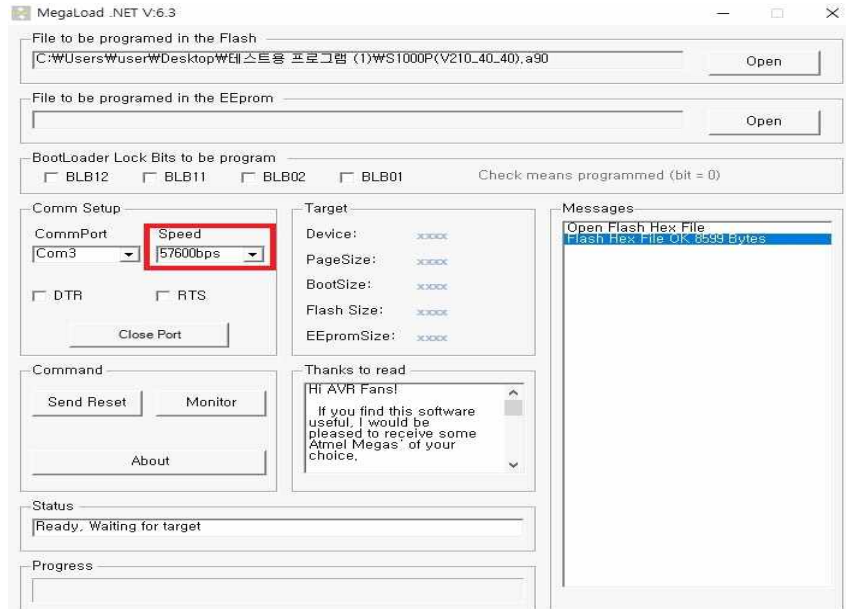 MegaLoad .NET V:6.3
File to be programed in the Flash
C:₩Users₩user₩Desktop₩테스트용 프로그램 (1)₩S1000P(V210_40_40),a90
Open
File to be programed in the EEprom
Open
BootLoader Lock Bits to be program
BLB12 BLB11 BLB02 BLB01 Check means programmed (bit = 0)
Comm Setup
CommPort Speed
Com3 57600bps
DTR RTS
Close Port
Target
Device: xxxx
PageSize: xxxx
BootSize: xxxx
Flash Size: xxxx
EEpromSize: xxxx
Messages
Open Flash Hex File
Flash Hex File OK 8599 Bytes
Command
Send Reset Monitor
About
Thanks to read
Hi AVR Fans!
If you find this software
useful, I would be
pleased to receive some
Atmel Megas' of your
choice,
Status
Ready, Waiting for target
Progress